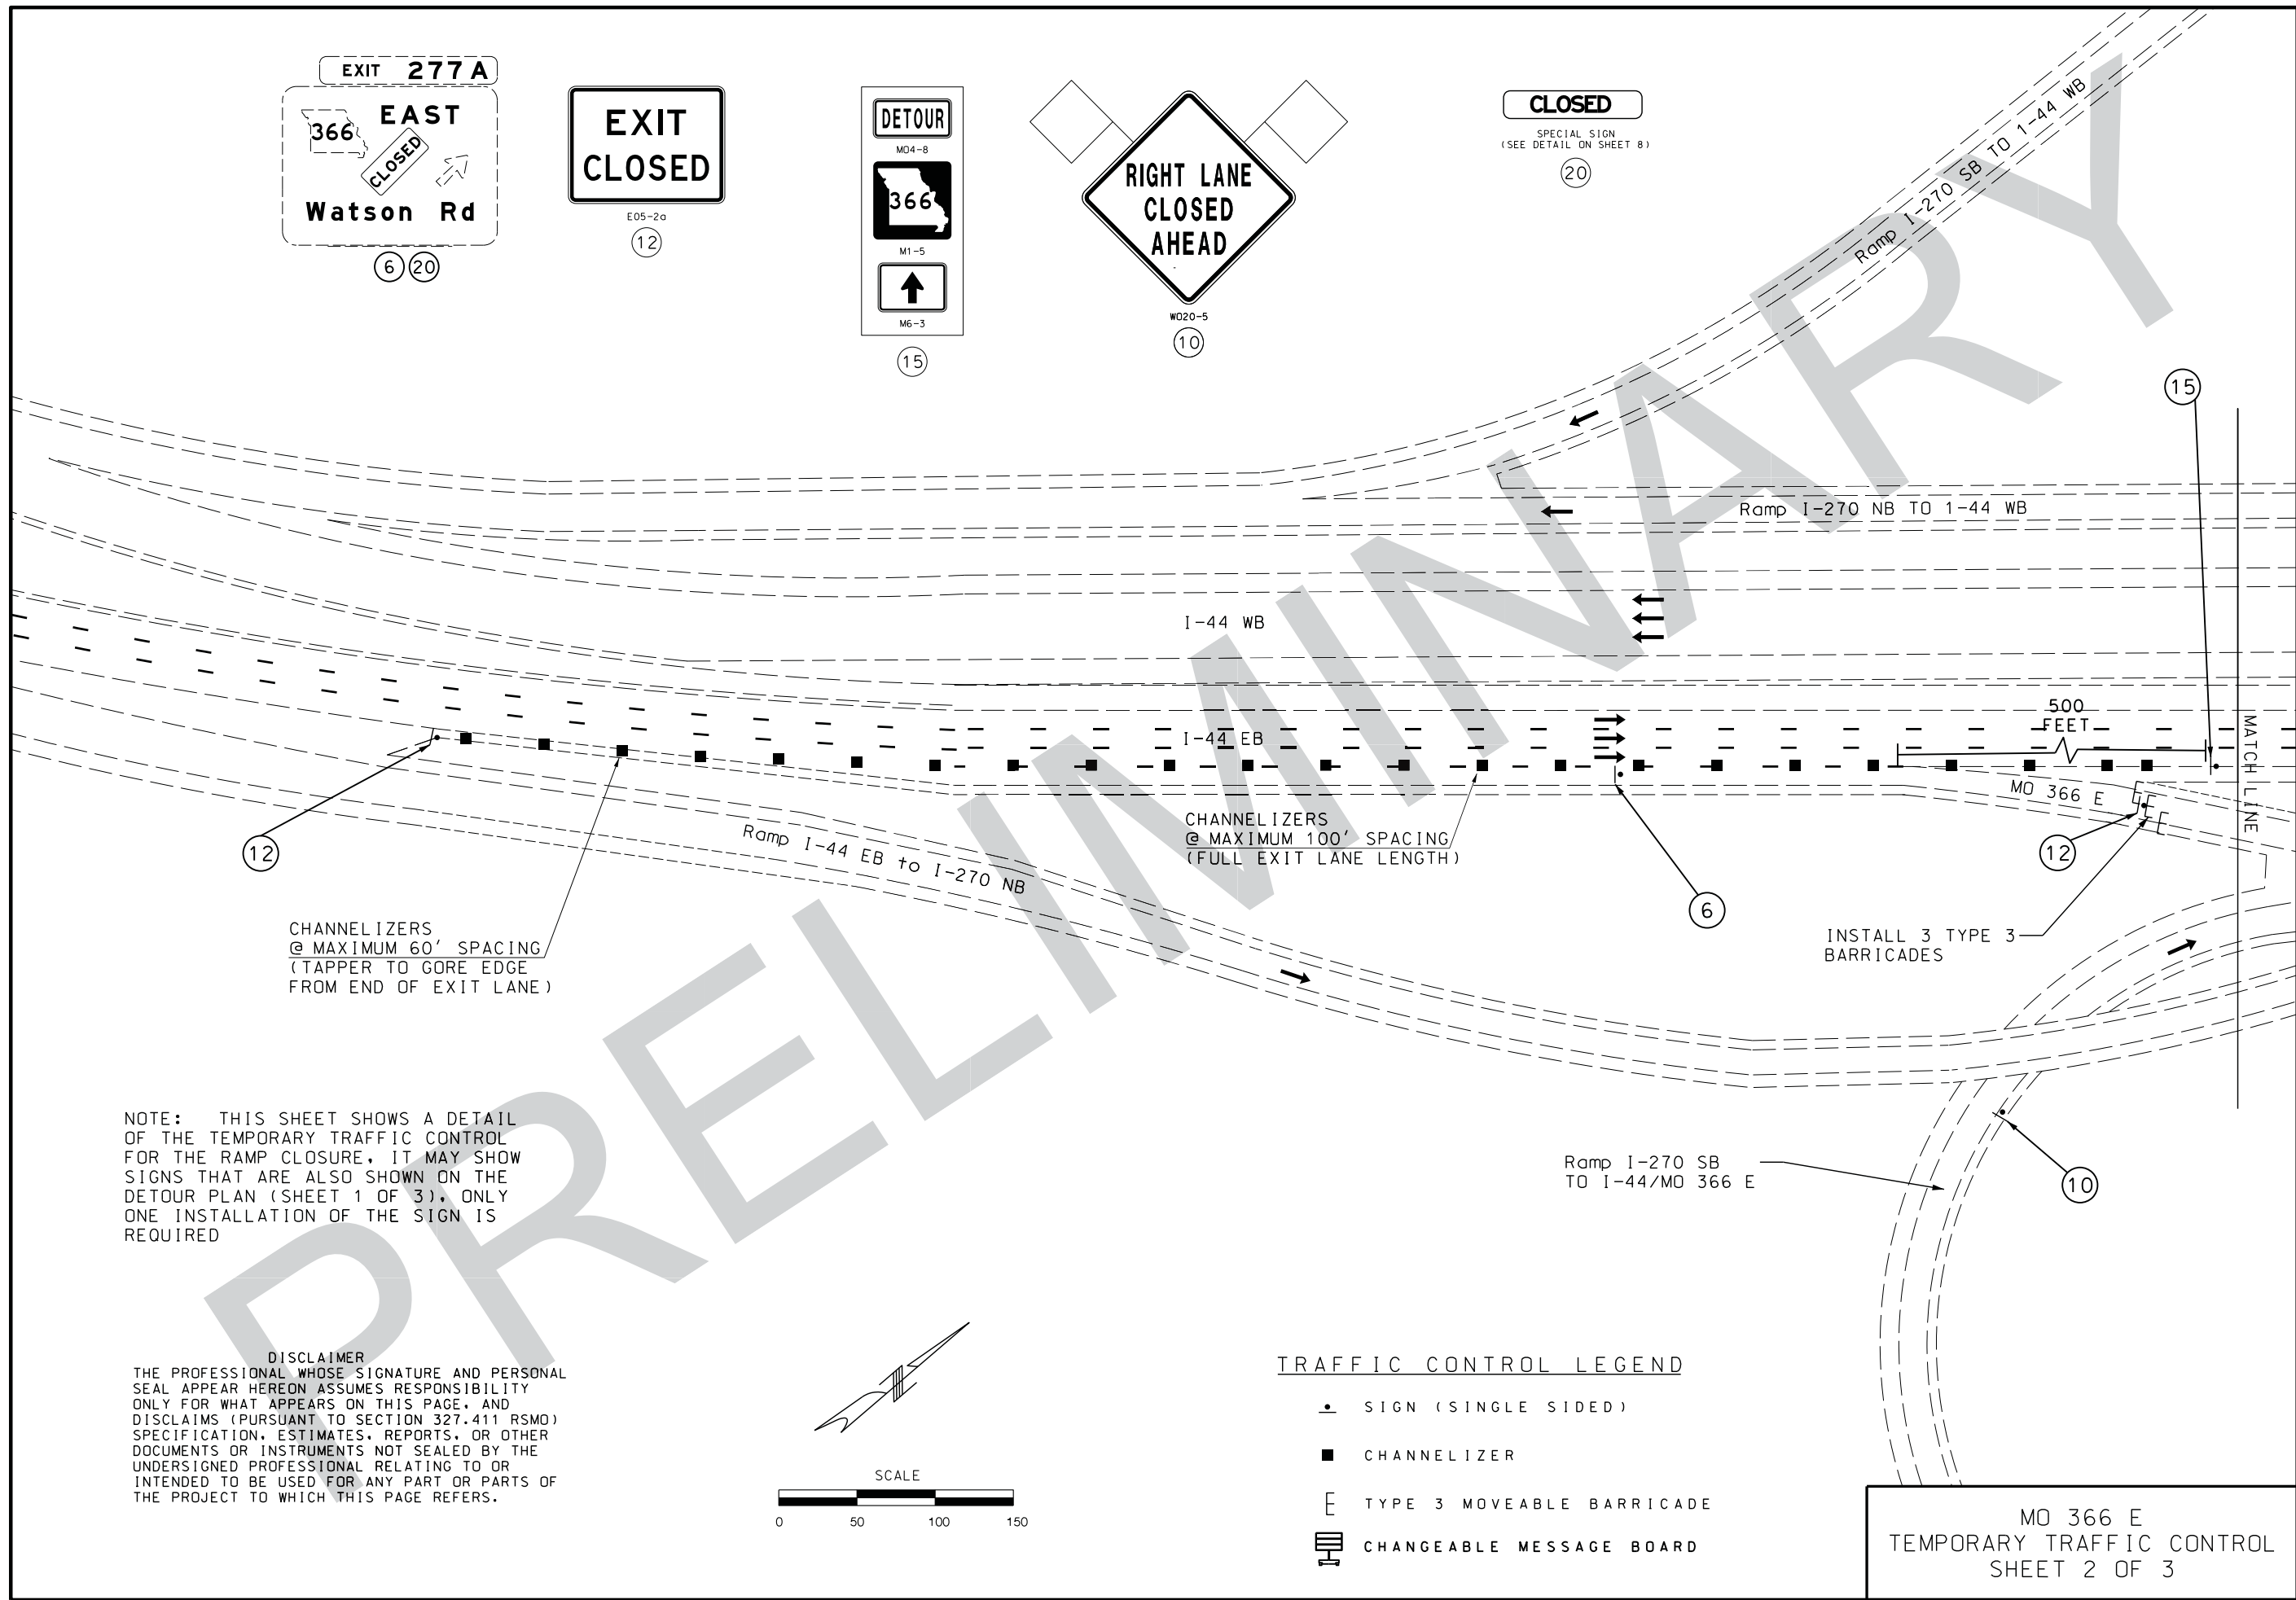 EXIT 277A
366
EAST
CLOSED
Watson Rd
6 20
EXIT
CLOSED
E05-2a
12
DETOUR
M04-8
366
M1-5
M6-3
15
RIGHT LANE
CLOSED
AHEAD
WO20-5
10
CLOSED
SPECIAL SIGN
(SEE DETAIL ON SHEET 8)
20
Ramp I-270 SB TO 1-44 WB
15
Ramp I-270 NB TO 1-44 WB
I-44 WB
I-44 EB
500
FEET
MATCH LINE
MO 366 E
12
12
6
CHANNELIZERS
@ MAXIMUM 100' SPACING
(FULL EXIT LANE LENGTH)
Ramp I-44 EB to I-270 NB
CHANNELIZERS
@ MAXIMUM 60' SPACING
(TAPPER TO GORE EDGE
FROM END OF EXIT LANE)
INSTALL 3 TYPE 3
BARRICADES
NOTE: THIS SHEET SHOWS A DETAIL
OF THE TEMPORARY TRAFFIC CONTROL
FOR THE RAMP CLOSURE, IT MAY SHOW
SIGNS THAT ARE ALSO SHOWN ON THE
DETOUR PLAN (SHEET 1 OF 3), ONLY
ONE INSTALLATION OF THE SIGN IS
REQUIRED
Ramp I-270 SB
TO I-44/MO 366 E
10
PRELIMINARY
DISCLAIMER
THE PROFESSIONAL WHOSE SIGNATURE AND PERSONAL
SEAL APPEAR HEREON ASSUMES RESPONSIBILITY
ONLY FOR WHAT APPEARS ON THIS PAGE, AND
DISCLAIMS (PURSUANT TO SECTION 327.411 RSMO)
SPECIFICATION, ESTIMATES, REPORTS, OR OTHER
DOCUMENTS OR INSTRUMENTS NOT SEALED BY THE
UNDERSIGNED PROFESSIONAL RELATING TO OR
INTENDED TO BE USED FOR ANY PART OR PARTS OF
THE PROJECT TO WHICH THIS PAGE REFERS.
SCALE
0 50 100 150
TRAFFIC CONTROL LEGEND
SIGN (SINGLE SIDED)
CHANNELIZER
TYPE 3 MOVEABLE BARRICADE
CHANGEABLE MESSAGE BOARD
MO 366 E
TEMPORARY TRAFFIC CONTROL
SHEET 2 OF 3